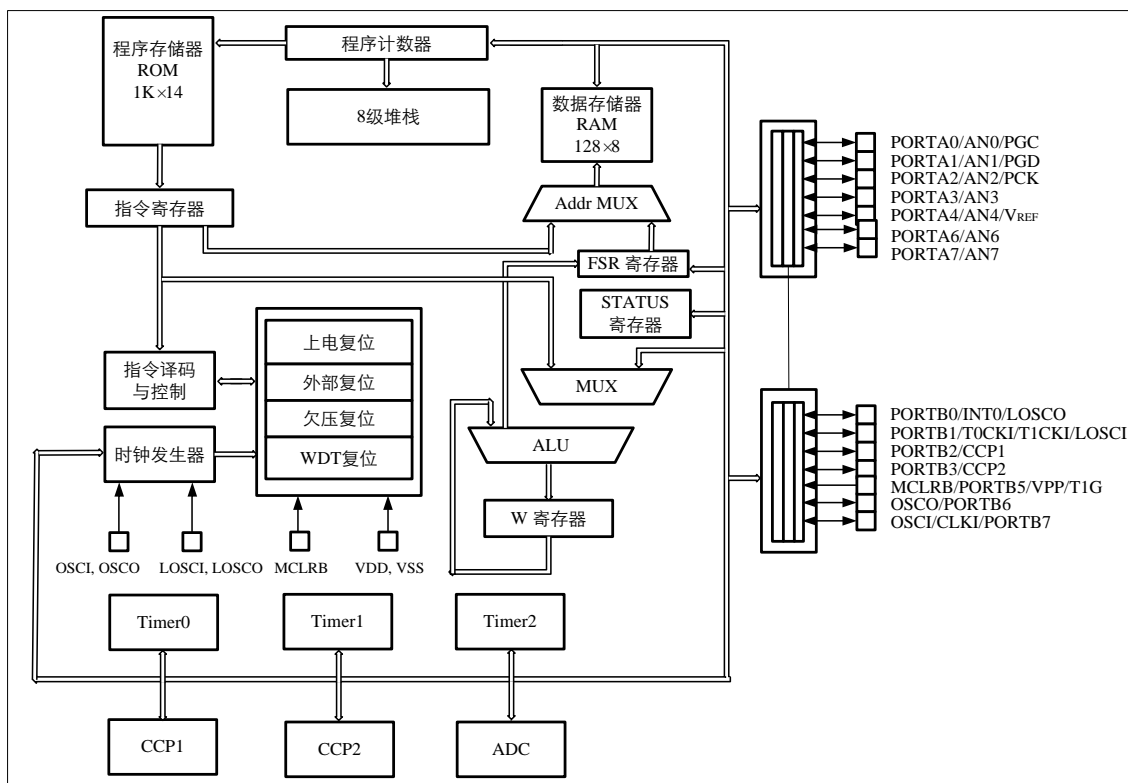 程序存储器
ROM
1K×14
程序计数器
8级堆栈
数据存储器
RAM
128×8
指令寄存器
Addr MUX
FSR 寄存器
STATUS
寄存器
上电复位
外部复位
欠压复位
WDT复位
指令译码
与控制
时钟发生器
MUX
ALU
W 寄存器
OSCI, OSCO
LOSCI, LOSCO
MCLRB
VDD, VSS
Timer0
Timer1
Timer2
CCP1
CCP2
ADC
PORTA0/AN0/PGC
PORTA1/AN1/PGD
PORTA2/AN2/PCK
PORTA3/AN3
PORTA4/AN4/VREF
PORTA6/AN6
PORTA7/AN7
PORTB0/INT0/LOSCO
PORTB1/T0CKI/T1CKI/LOSCI
PORTB2/CCP1
PORTB3/CCP2
MCLRB/PORTB5/VPP/T1G
OSCO/PORTB6
OSCI/CLKI/PORTB7